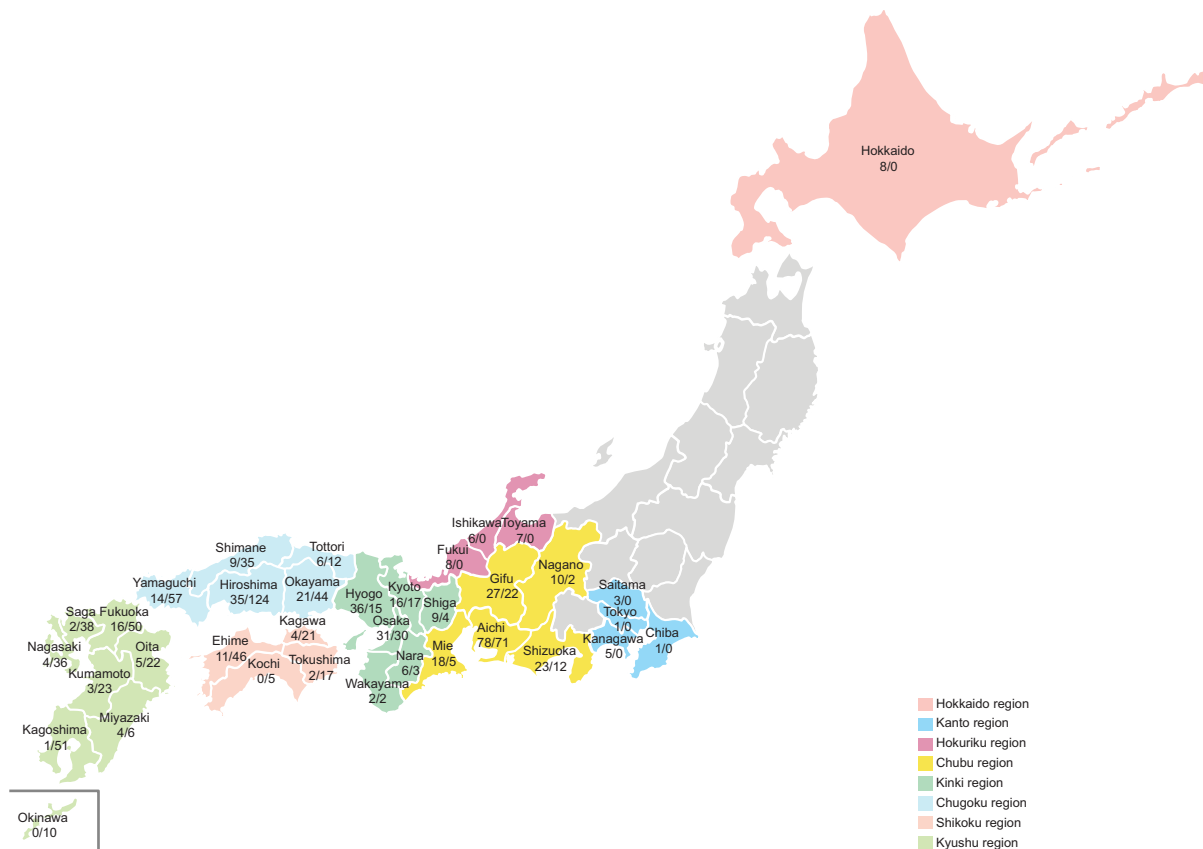 Hokkaido
8/0
Ishikawa
6/0
Toyama
7/0
Fukui
8/0
Nagano
10/2
Gifu
27/22
Saitama
3/0
Tokyo
1/0
Kanagawa
5/0
Chiba
1/0
Aichi
78/71
Shizuoka
23/12
Mie
18/5
Shimane
9/35
Tottori
6/12
Yamaguchi
14/57
Hiroshima
35/124
Okayama
21/44
Hyogo
36/15
Kyoto
16/17
Shiga
9/4
Osaka
31/30
Nara
6/3
Wakayama
2/2
Kagawa
4/21
Ehime
11/46
Kochi
0/5
Tokushima
2/17
Saga
2/38
Fukuoka
16/50
Nagasaki
4/36
Oita
5/22
Kumamoto
3/23
Miyazaki
4/6
Kagoshima
1/51
Okinawa
0/10
Hokkaido region
Kanto region
Hokuriku region
Chubu region
Kinki region
Chugoku region
Shikoku region
Kyushu region